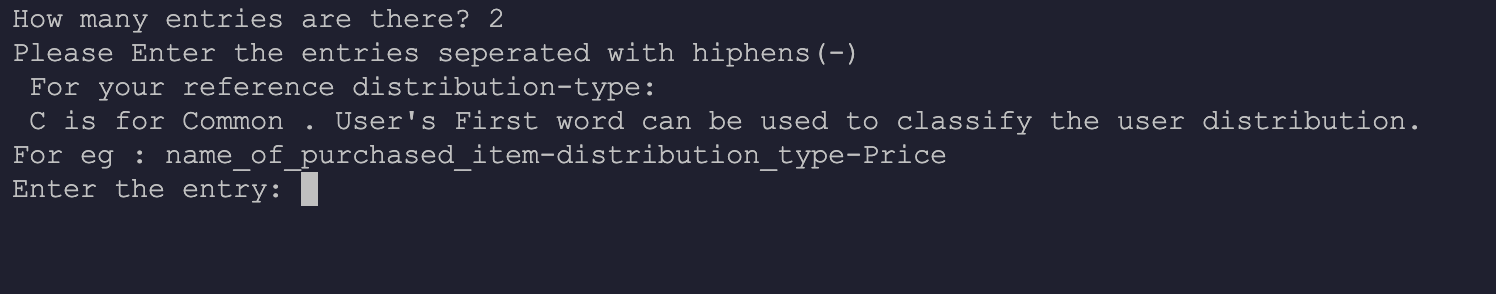 How many entries are there? 2
Please Enter the entries seperated with hiphens(-)
For your reference distribution-type:
C is for Common . User's First word can be used to classify the user distribution.
For eg : name_of_purchased_item-distribution_type-Price
Enter the entry: